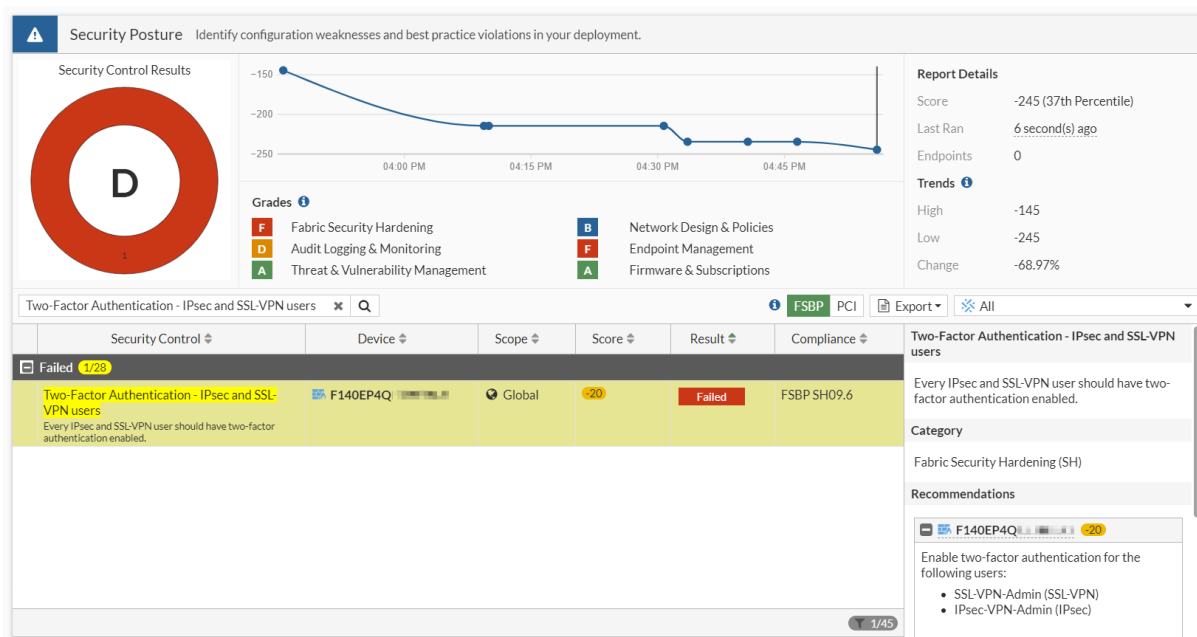 Security Posture Identify configuration weaknesses and best practice violations in your deployment.
Security Control Results
D
1
-150
-200
-250
04:00 PM 04:15 PM 04:30 PM 04:45 PM
Grades
F Fabric Security Hardening
D Audit Logging & Monitoring
A Threat & Vulnerability Management
B Network Design & Policies
F Endpoint Management
A Firmware & Subscriptions
Report Details
Score -245 (37th Percentile)
Last Ran 6 second(s) ago
Endpoints 0
Trends
High -145
Low -245
Change -68.97%
Two-Factor Authentication - IPsec and SSL-VPN users
FSBP PCI Export All
Security Control Device Scope Score Result Compliance
Failed 1/28
Two-Factor Authentication - IPsec and SSL-
VPN users
Every IPsec and SSL-VPN user should have two-factor
authentication enabled.
F140EP4Q Global -20 Failed FSBP SH09.6
1/45
Two-Factor Authentication - IPsec and SSL-VPN
users
Every IPsec and SSL-VPN user should have two-
factor authentication enabled.
Category
Fabric Security Hardening (SH)
Recommendations
F140EP4Q -20
Enable two-factor authentication for the
following users:
• SSL-VPN-Admin (SSL-VPN)
• IPsec-VPN-Admin (IPsec)